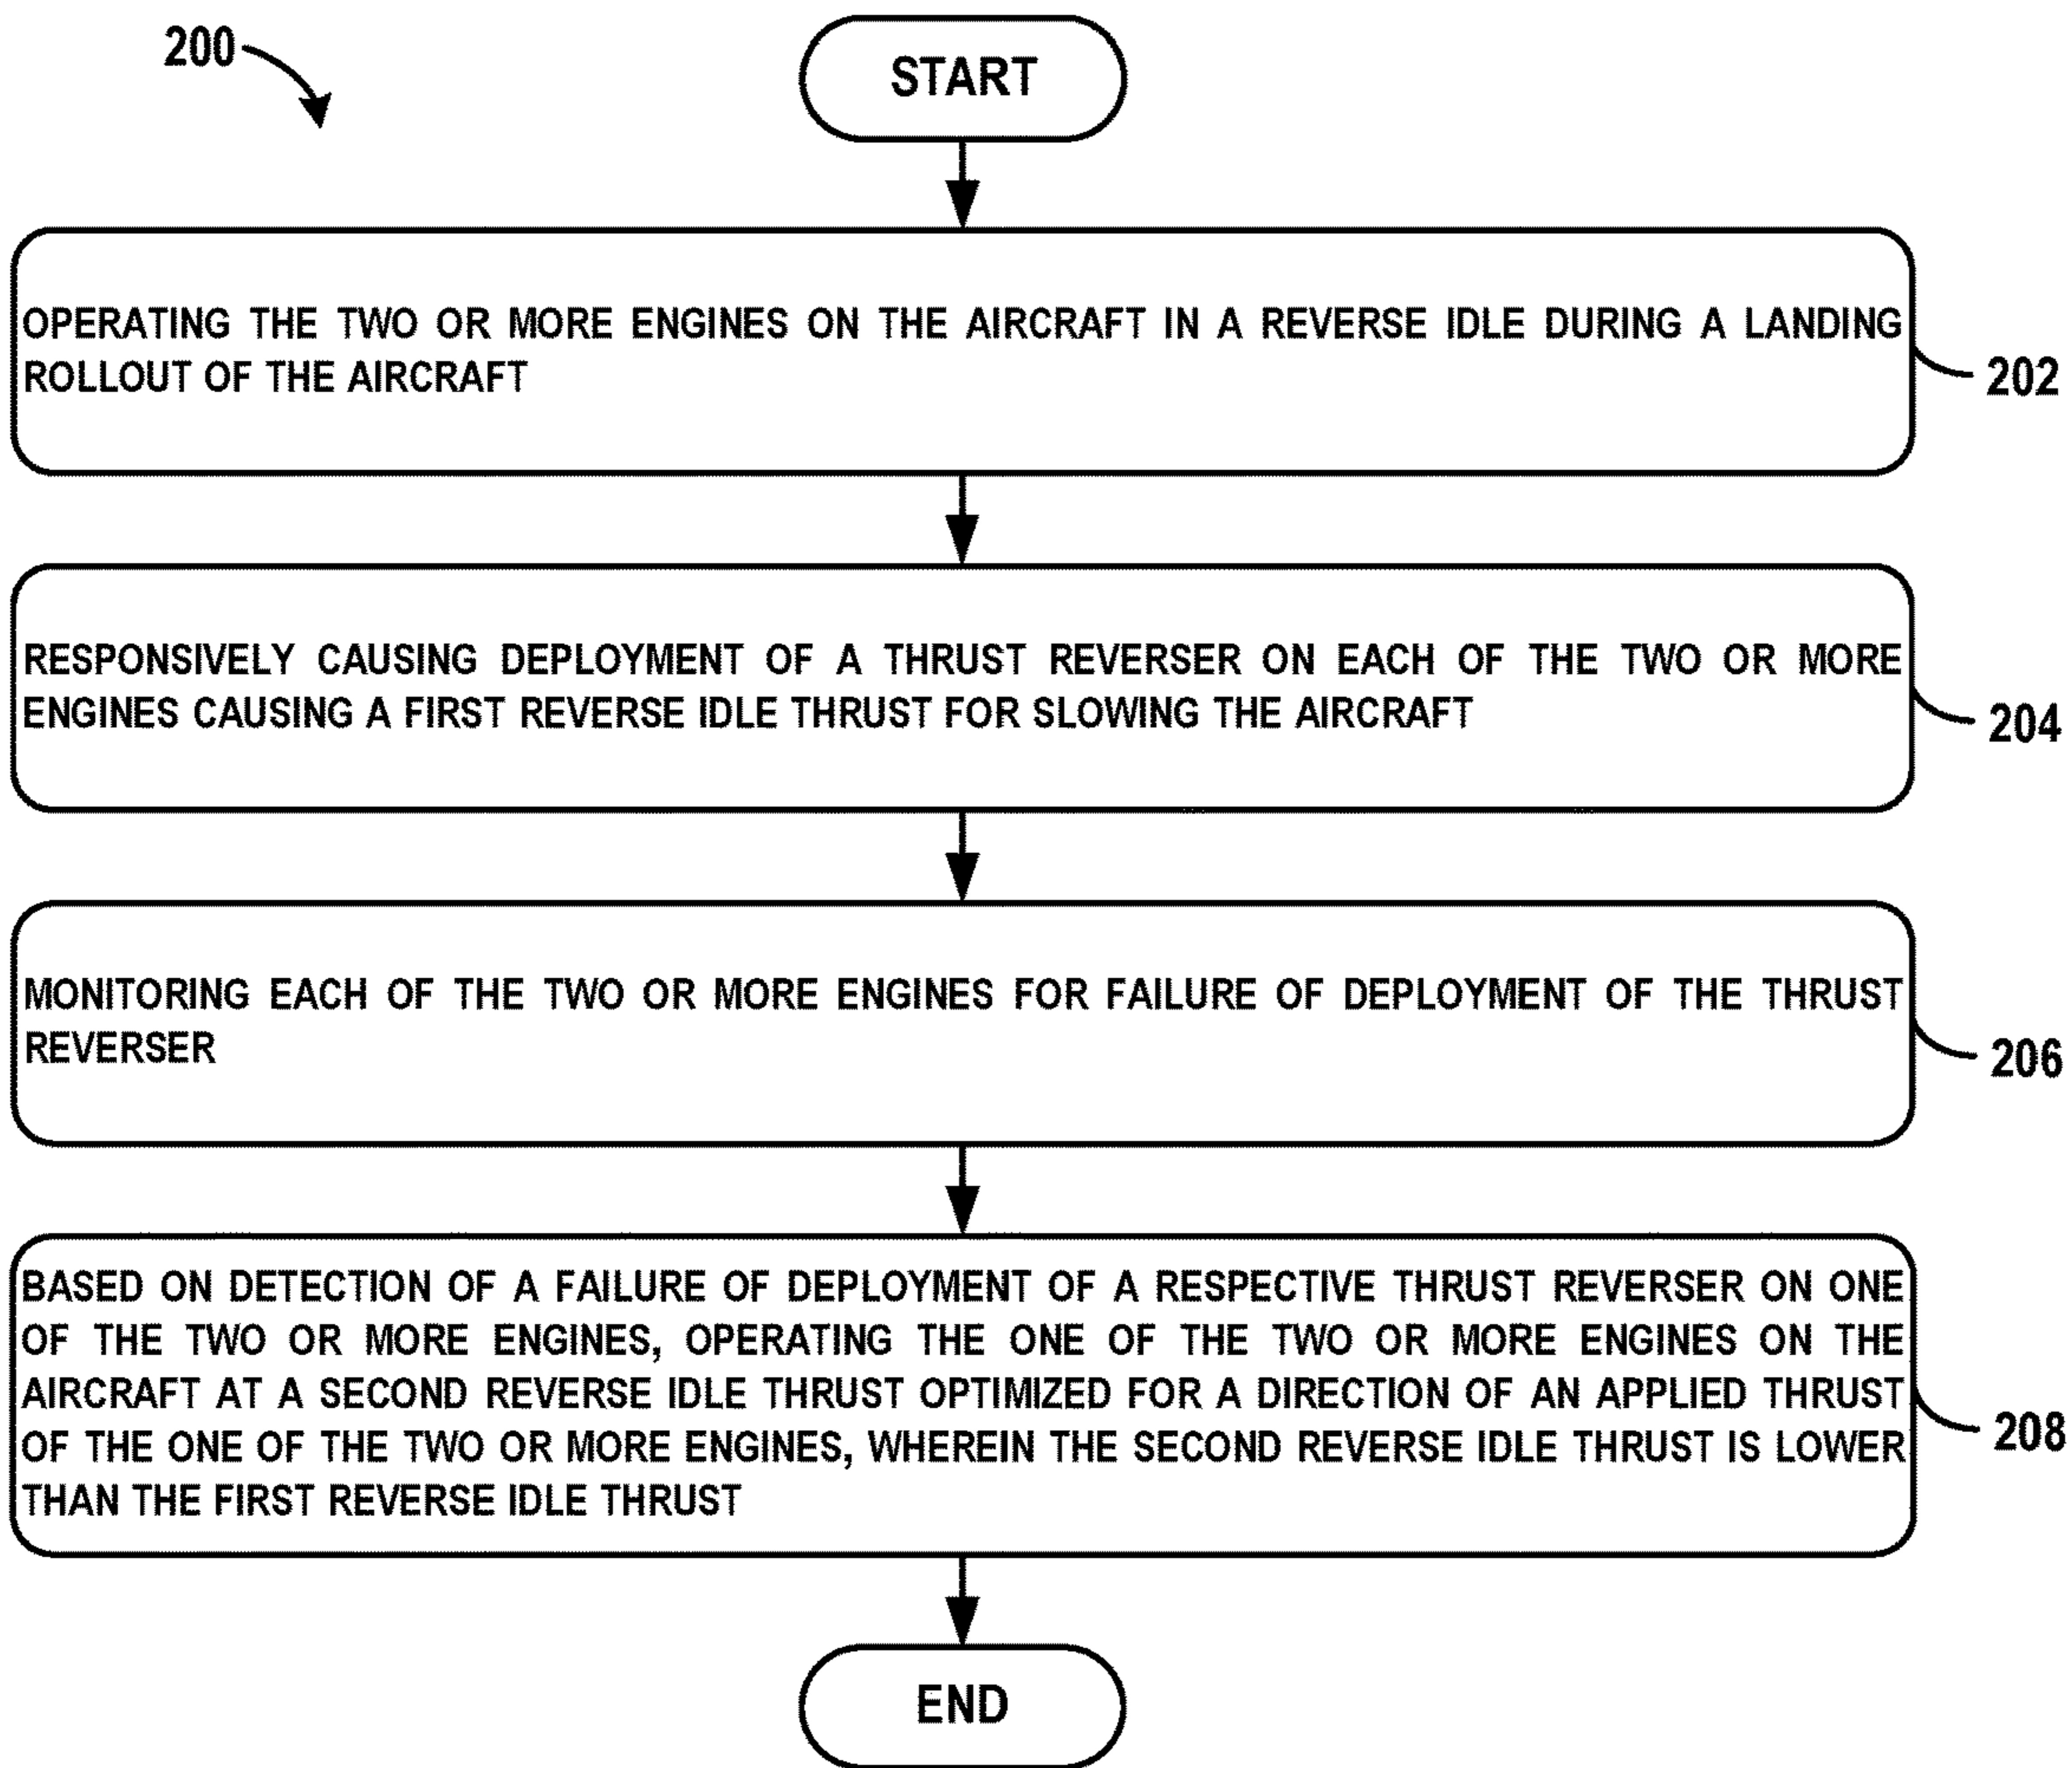 200
START
OPERATING THE TWO OR MORE ENGINES ON THE AIRCRAFT IN A REVERSE IDLE DURING A LANDING
ROLLOUT OF THE AIRCRAFT
202
RESPONSIVELY CAUSING DEPLOYMENT OF A THRUST REVERSER ON EACH OF THE TWO OR MORE
ENGINES CAUSING A FIRST REVERSE IDLE THRUST FOR SLOWING THE AIRCRAFT
204
MONITORING EACH OF THE TWO OR MORE ENGINES FOR FAILURE OF DEPLOYMENT OF THE THRUST
REVERSER
206
BASED ON DETECTION OF A FAILURE OF DEPLOYMENT OF A RESPECTIVE THRUST REVERSER ON ONE
OF THE TWO OR MORE ENGINES, OPERATING THE ONE OF THE TWO OR MORE ENGINES ON THE
AIRCRAFT AT A SECOND REVERSE IDLE THRUST OPTIMIZED FOR A DIRECTION OF AN APPLIED THRUST
OF THE ONE OF THE TWO OR MORE ENGINES, WHEREIN THE SECOND REVERSE IDLE THRUST IS LOWER
THAN THE FIRST REVERSE IDLE THRUST
208
END